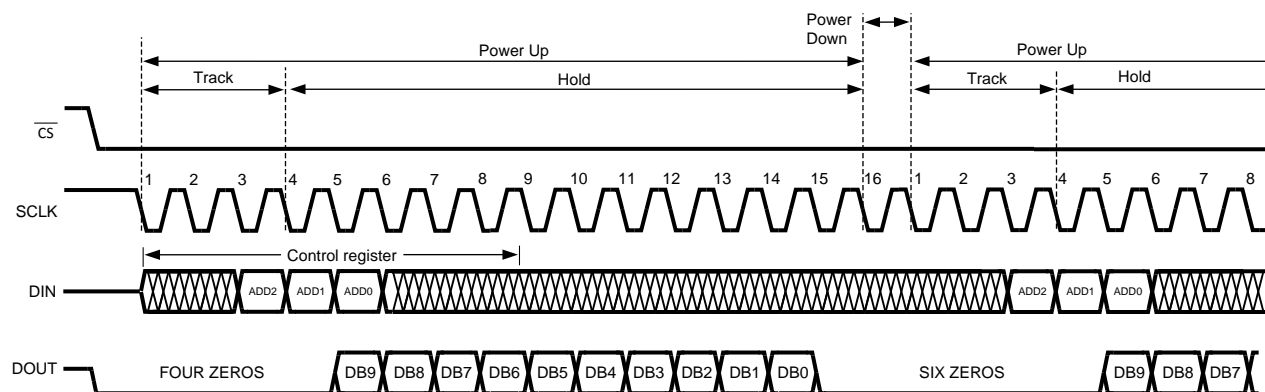 Power Down
Power Up
Power Up
Track
Hold
Track
Hold
CS
1 2 3 4 5 6 7 8 9 10 11 12 13 14 15 16 1 2 3 4 5 6 7 8
SCLK
Control register
DIN
ADD2 ADD1 ADD0 ADD2 ADD1 ADD0
DOUT
FOUR ZEROS DB9 DB8 DB7 DB6 DB5 DB4 DB3 DB2 DB1 DB0 SIX ZEROS DB9 DB8 DB7